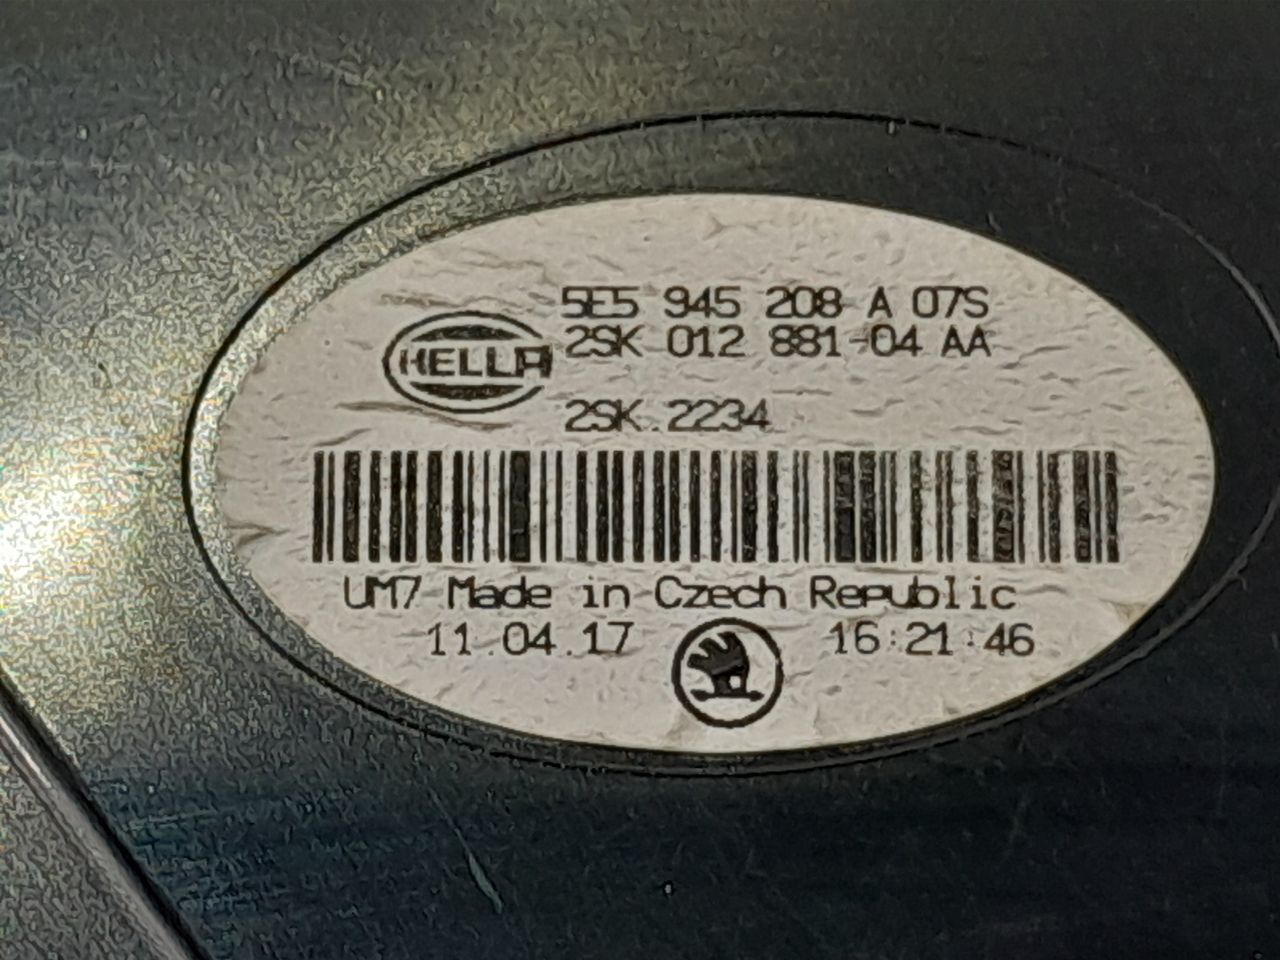 5E5 945 208 A 07S
HELLA
2SK 012 881-04 AA
2SK.2234
UM7 Made in Czech Republic
11.04.17 16:21:46